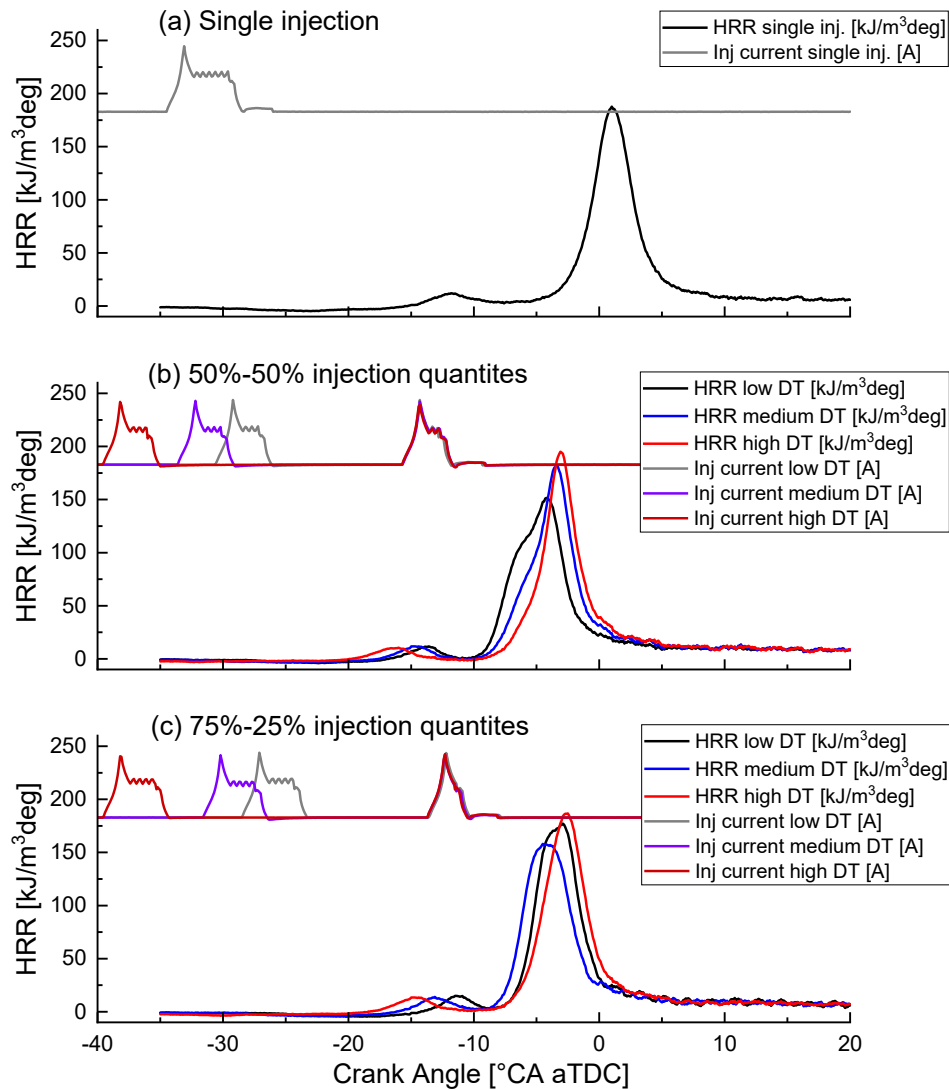 (a) Single injection
HRR single inj. [kJ/m³deg]
Inj current single inj. [A]
HRR [kJ/m³deg]
250
200
150
100
50
0
(b) 50%-50% injection quantites
HRR low DT [kJ/m³deg]
HRR medium DT [kJ/m³deg]
HRR high DT [kJ/m³deg]
Inj current low DT [A]
Inj current medium DT [A]
Inj current high DT [A]
HRR [kJ/m³deg]
250
200
150
100
50
0
(c) 75%-25% injection quantites
HRR low DT [kJ/m³deg]
HRR medium DT [kJ/m³deg]
HRR high DT [kJ/m³deg]
Inj current low DT [A]
Inj current medium DT [A]
Inj current high DT [A]
HRR [kJ/m³deg]
250
200
150
100
50
0
-40 -30 -20 -10 0 10 20
Crank Angle [°CA aTDC]